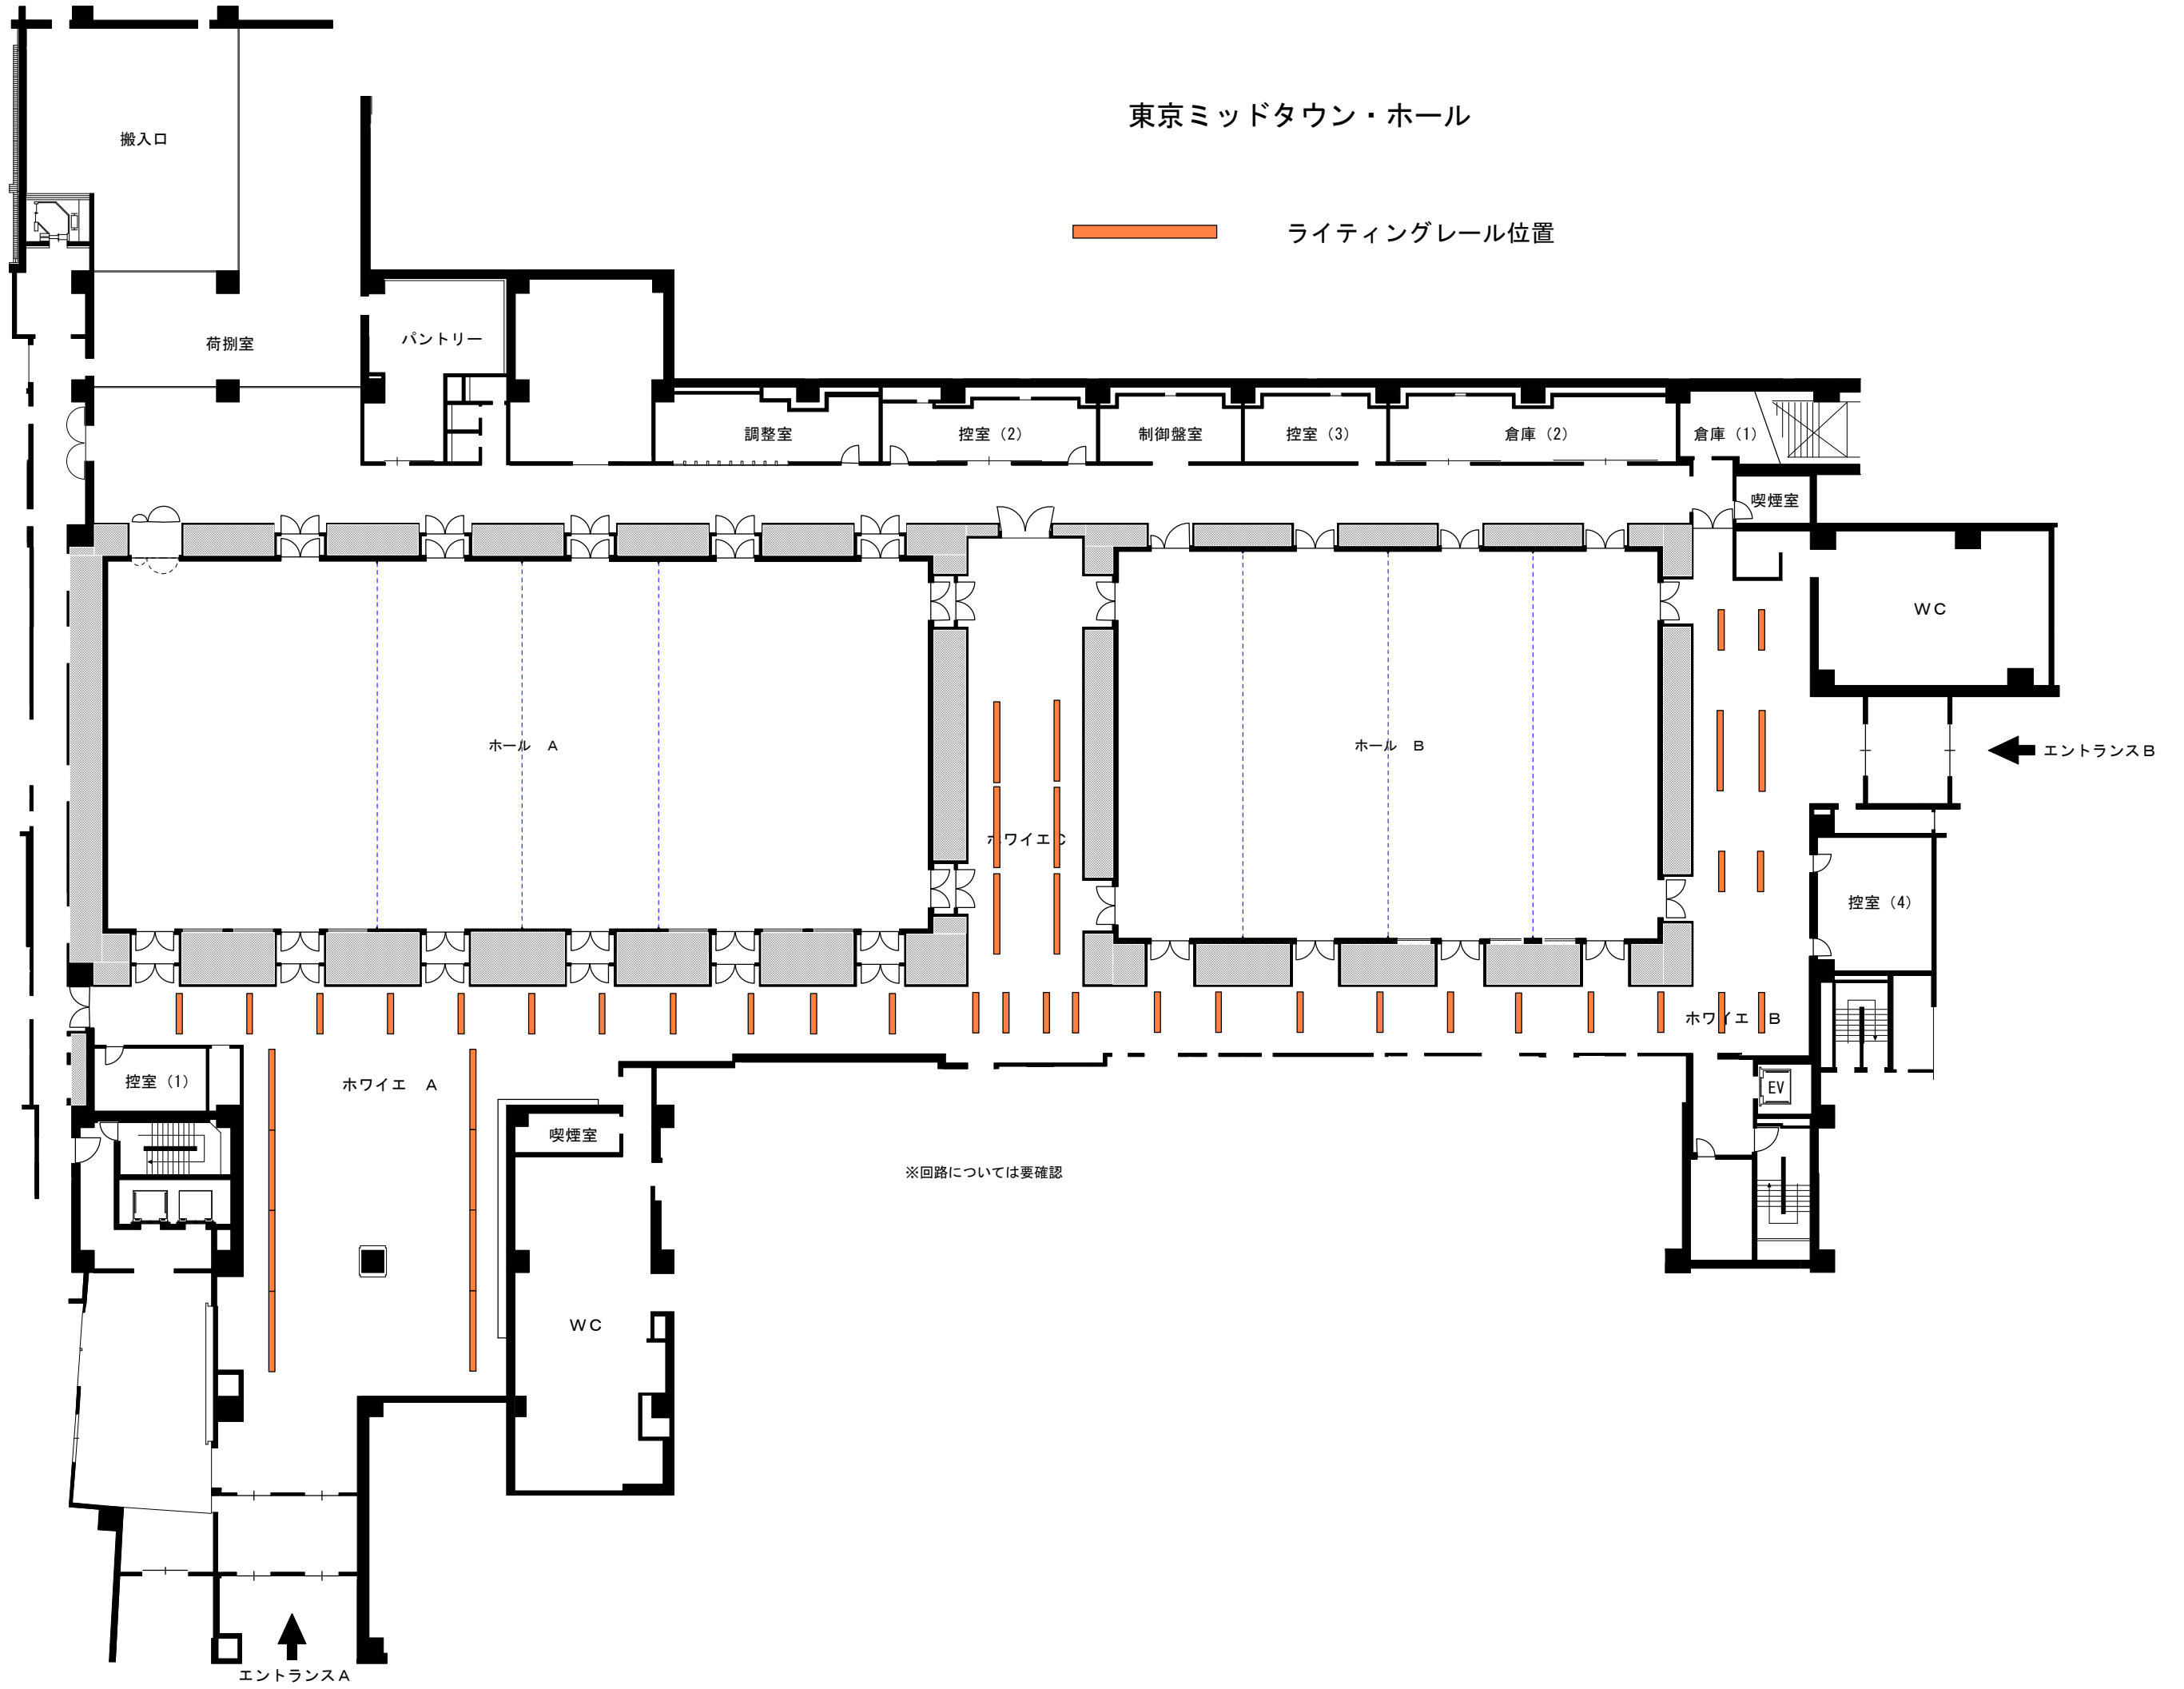 東京ミッドタウン・ホール
搬入口
ライティングレール位置
荷捌室
パントリー
調整室
控室（2）
制御盤室
控室（3）
倉庫（2）
倉庫（1）
喫煙室
ＷＣ
ホール　Ａ
ホール　Ｂ
エントランスＢ
ホワイエ　C
控室（4）
ホワイエ　Ｂ
控室（1）
ホワイエ　Ａ
EV
喫煙室
※回路については要確認
ＷＣ
エントランスＡ